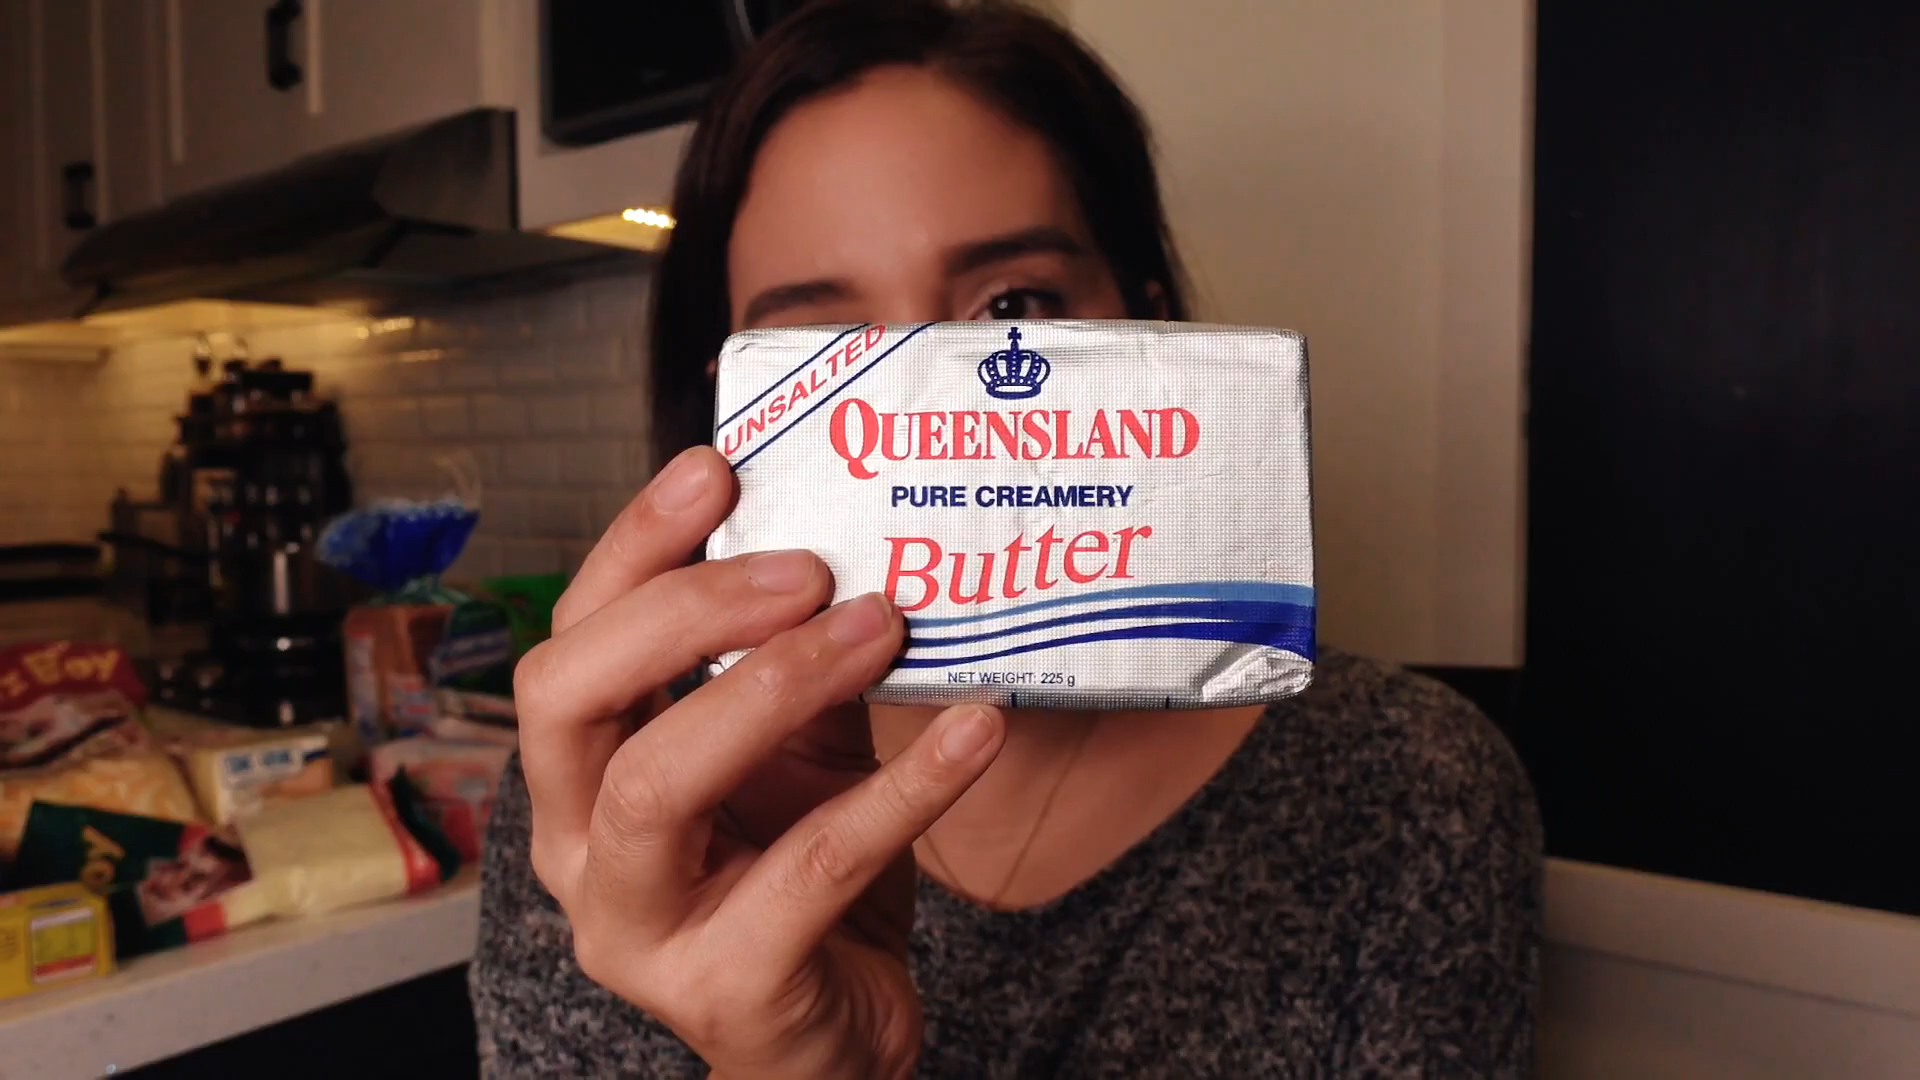 UNSALTED
QUEENSLAND
PURE CREAMERY
Butter
NET WEIGHT: 225 g